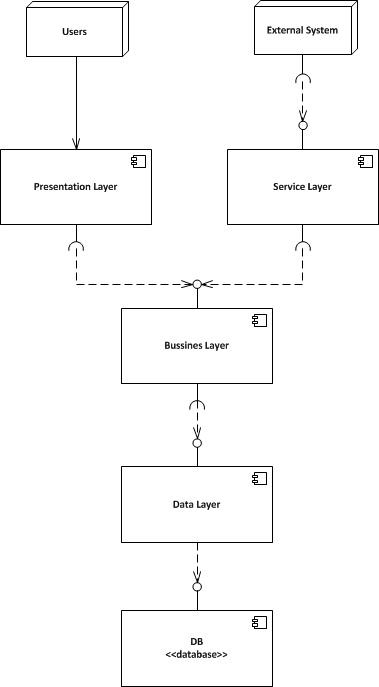 Users
External System
Presentation Layer
Service Layer
Bussines Layer
Data Layer
DB
<<database>>